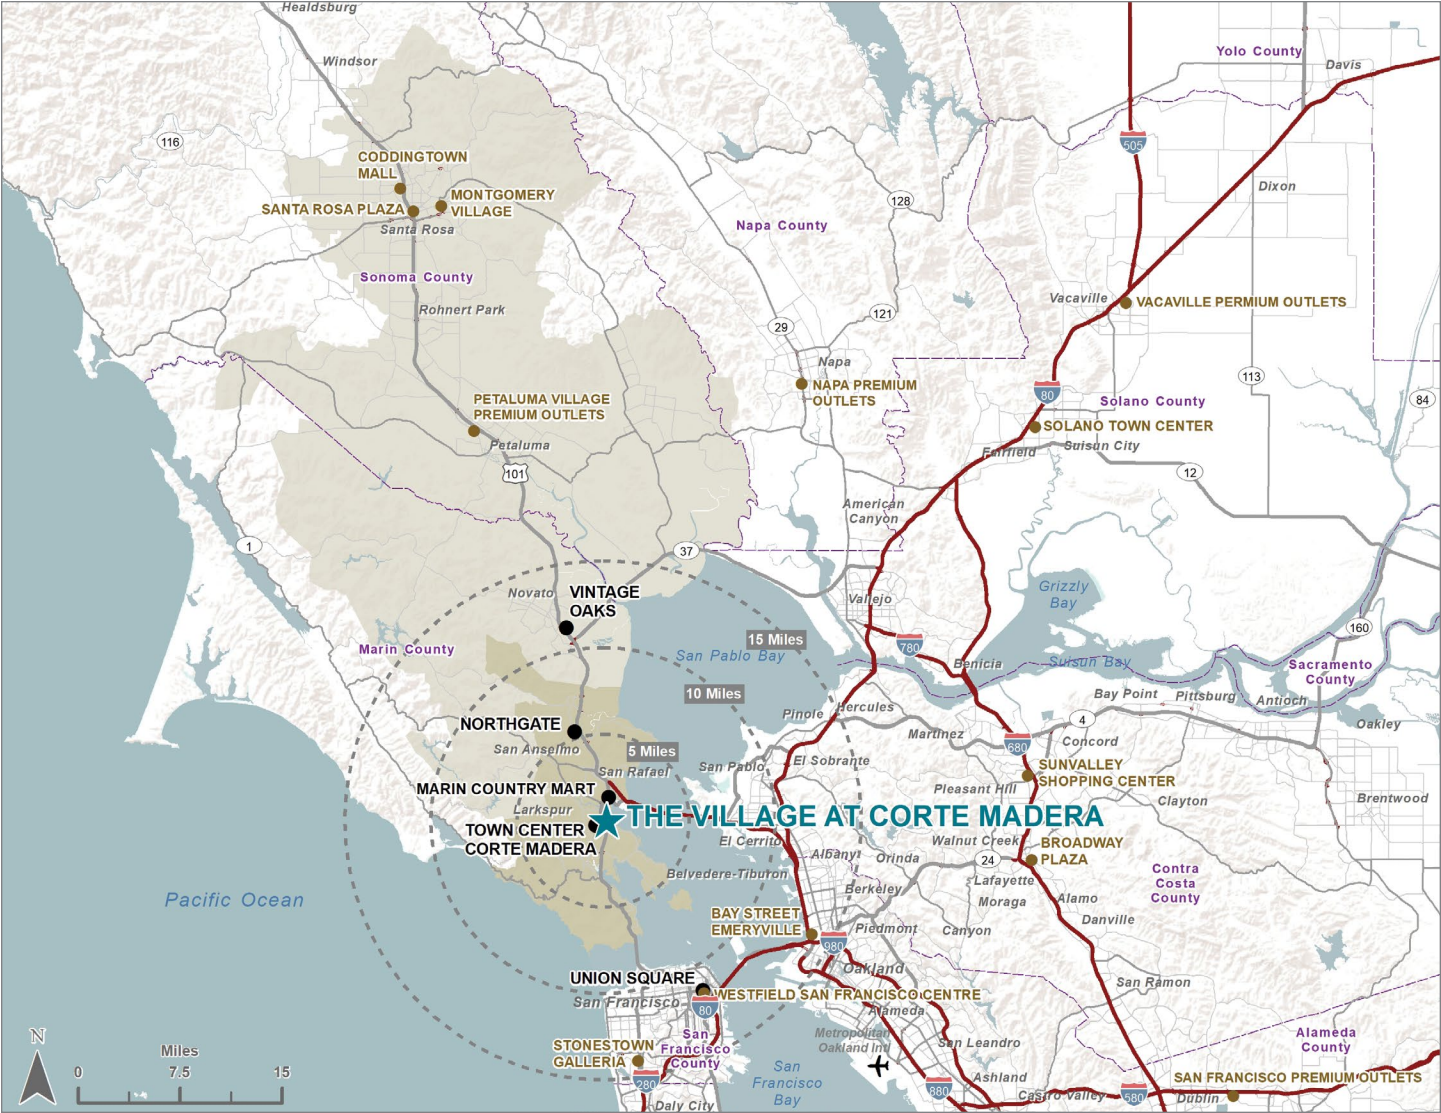 Healdsburg
Windsor
Yolo County
Davis
116
505
CODDINGTOWN
MALL
MONTGOMERY
VILLAGE
SANTA ROSA PLAZA
Santa Rosa
Dixon
128
Napa County
Sonoma County
Rohnert Park
Vacaville
VACAVILLE PERMIUM OUTLETS
121
29
Napa
NAPA PREMIUM
OUTLETS
113
80
84
Solano County
PETALUMA VILLAGE
PREMIUM OUTLETS
Petaluma
SOLANO TOWN CENTER
Fairfield
Suisun City
101
12
American
Canyon
1
37
Novato
VINTAGE
OAKS
Vallejo
Grizzly
Bay
160
15 Miles
780
Marin County
San Pablo Bay
Benicia
Suisun Bay
Sacramento
County
10 Miles
Bay Point
Pittsburg
Antioch
Oakley
Pinole
Hercules
4
NORTHGATE
Martinez
680
Concord
San Anselmo
5 Miles
San Rafael
San Pablo
El Sobrante
SUNVALLEY
SHOPPING CENTER
MARIN COUNTRY MART
Pleasant Hill
Clayton
Brentwood
Larkspur
THE VILLAGE AT CORTE MADERA
TOWN CENTER
CORTE MADERA
El Cerrito
Walnut Creek
BROADWAY
PLAZA
Albany
Orinda
24
Belvedere-Tiburon
Berkeley
Lafayette
Contra
Costa
County
Moraga
Alamo
Pacific Ocean
BAY STREET
EMERYVILLE
Danville
Piedmont
Canyon
980
Oakland
UNION SQUARE
San Ramon
WESTFIELD SAN FRANCISCO CENTRE
San Francisco
80
Alameda
Metropolitan
Oakland Intl
San
Francisco
County
San Leandro
Alameda
County
STONESTOWN
GALLERIA
N
Miles
0
7.5
15
280
San
Francisco
Bay
Ashland
SAN FRANCISCO PREMIUM OUTLETS
880
580
Castro Valley
Dublin
Daly City